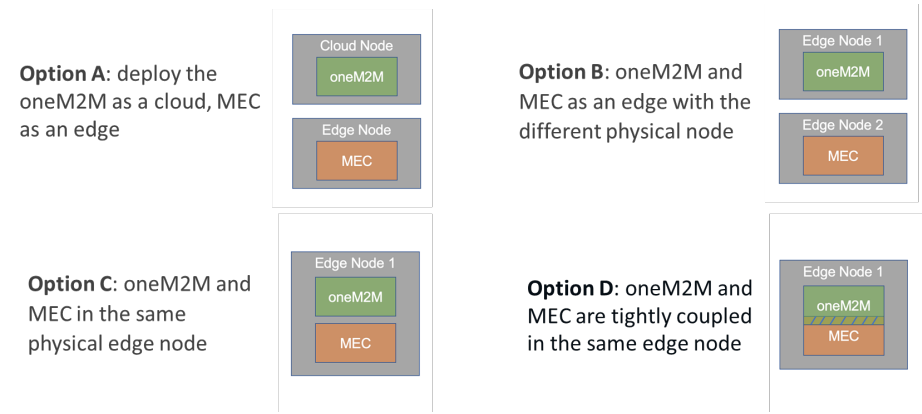 Option A: deploy the
oneM2M as a cloud, MEC
as an edge
Cloud Node
oneM2M
Edge Node
MEC
Option B: oneM2M and
MEC as an edge with the
different physical node
Edge Node 1
oneM2M
Edge Node 2
MEC
Option C: oneM2M and
MEC in the same
physical edge node
Edge Node 1
oneM2M
MEC
Option D: oneM2M and
MEC are tightly coupled
in the same edge node
Edge Node 1
oneM2M
MEC